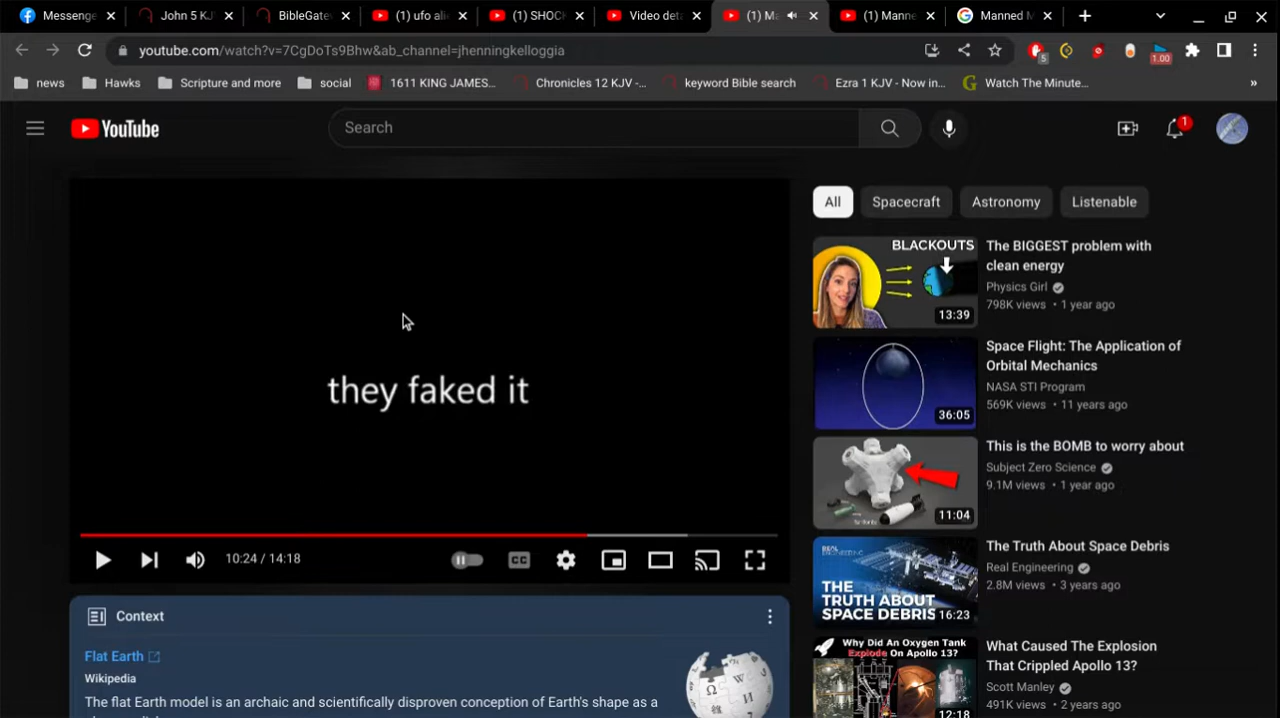 Messenge
John 5 KJ
BibleGate
(1) ufo ali
(1) SHOC
Video deta
(1) Ma
(1) Manne
Manned M
youtube.com/watch?v=7CgDoTs9Bhw&ab_channel=jhenningkelloggia
5
1.00
news
Hawks
Scripture and more
social
1611 KING JAMES...
Chronicles 12 KJV -...
keyword Bible search
Ezra 1 KJV - Now in...
Watch The Minute...
»
YouTube
Search
1
they faked it
10:24 / 14:18
CC
Context
Flat Earth
Wikipedia
The flat Earth model is an archaic and scientifically disproven conception of Earth's shape as a
All
Spacecraft
Astronomy
Listenable
BLACKOUTS
13:39
The BIGGEST problem with
clean energy
Physics Girl
798K views • 1 year ago
36:05
Space Flight: The Application of
Orbital Mechanics
NASA STI Program
569K views • 11 years ago
11:04
This is the BOMB to worry about
Subject Zero Science
9.1M views • 1 year ago
REAL
ENGINEERING
THE
TRUTH ABOUT
SPACE DEBRIS
16:23
The Truth About Space Debris
Real Engineering
2.8M views • 3 years ago
Why Did An Oxygen Tank
Explode On Apollo 13?
12:18
What Caused The Explosion
That Crippled Apollo 13?
Scott Manley
491K views • 2 years ago